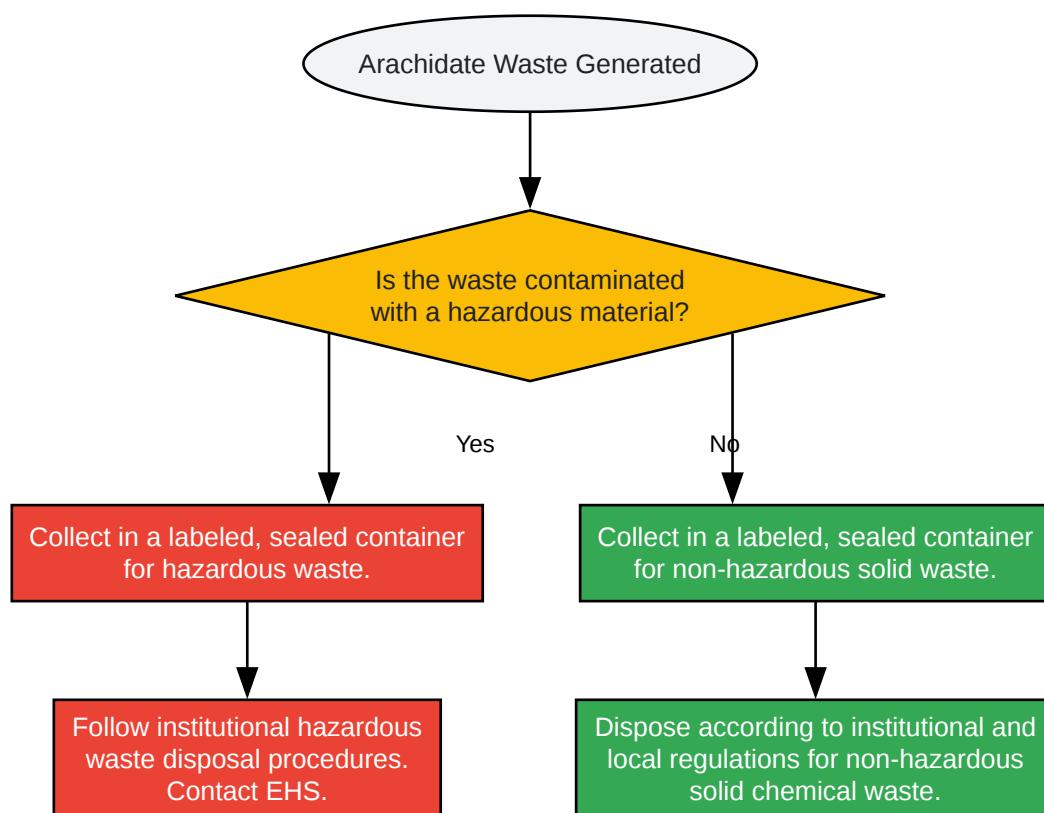 Arachidate Waste Generated
Is the waste contaminated
with a hazardous material?
Yes
No
Collect in a labeled, sealed container
for hazardous waste.
Collect in a labeled, sealed container
for non-hazardous solid waste.
Follow institutional hazardous
waste disposal procedures.
Contact EHS.
Dispose according to institutional and
local regulations for non-hazardous
solid chemical waste.